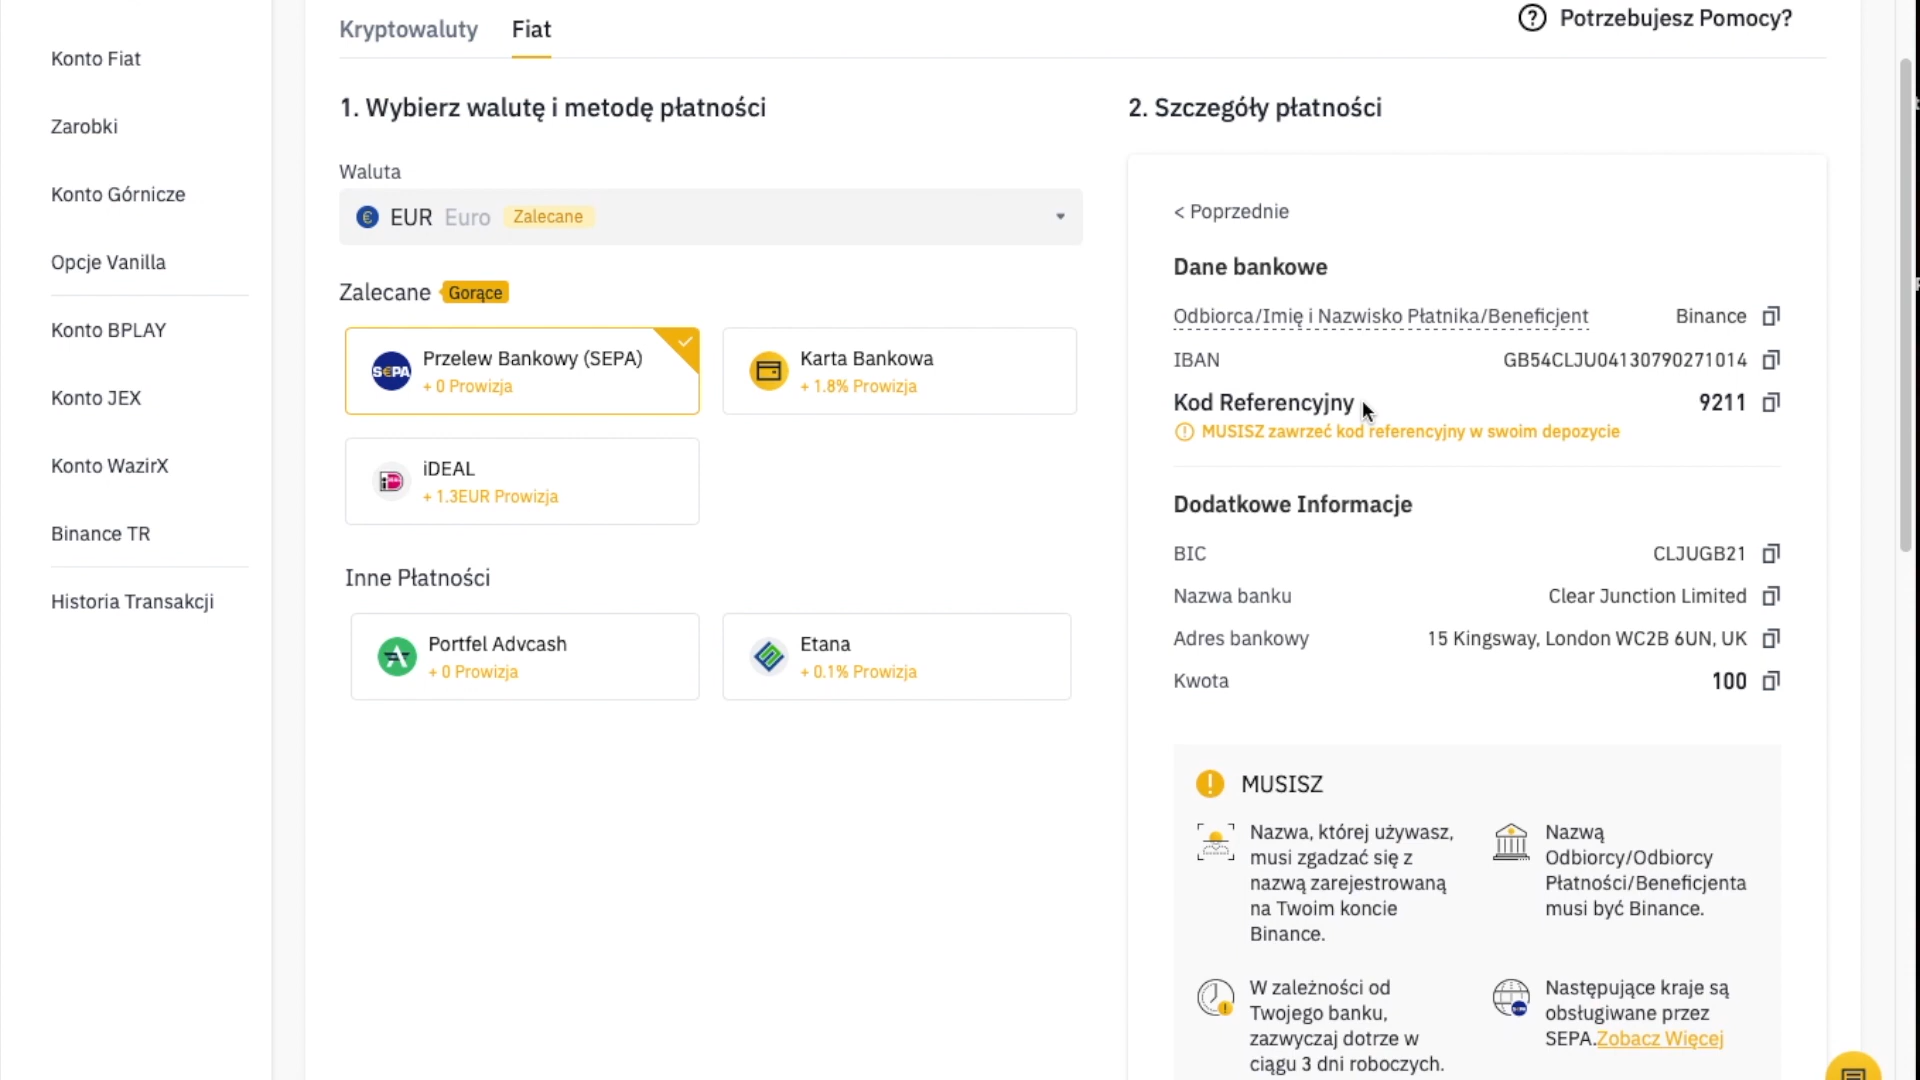 Konto Fiat
Zarobki
Konto Górnicze
Opcje Vanilla
Konto BPLAY
Konto JEX
Konto WazirX
Binance TR
Historia Transakcji
Kryptowaluty Fiat
Potrzebujesz Pomocy?
1. Wybierz walutę i metodę płatności
Waluta
EUR Euro Zalecane
Zalecane Gorące
SEPA
Przelew Bankowy (SEPA)
+ 0 Prowizja
Karta Bankowa
+ 1.8% Prowizja
iDEAL
+ 1.3EUR Prowizja
Inne Płatności
Portfel Advcash
+ 0 Prowizja
Etana
+ 0.1% Prowizja
2. Szczegóły płatności
< Poprzednie
Dane bankowe
Odbiorca/Imię i Nazwisko Płatnika/Beneficjent Binance
IBAN GB54CLJU04130790271014
Kod Referencyjny 9211
MUSISZ zawrzeć kod referencyjny w swoim depozycie
Dodatkowe Informacje
BIC CLJUGB21
Nazwa banku Clear Junction Limited
Adres bankowy 15 Kingsway, London WC2B 6UN, UK
Kwota 100
MUSISZ
Nazwa, której używasz,
musi zgadzać się z
nazwą zarejestrowaną
na Twoim koncie
Binance.
Nazwą
Odbiorcy/Odbiorcy
Płatności/Beneficjenta
musi być Binance.
W zależności od
Twojego banku,
zazwyczaj dotrze w
ciągu 3 dni roboczych.
Następujące kraje są
obsługiwane przez
SEPA.Zobacz Więcej